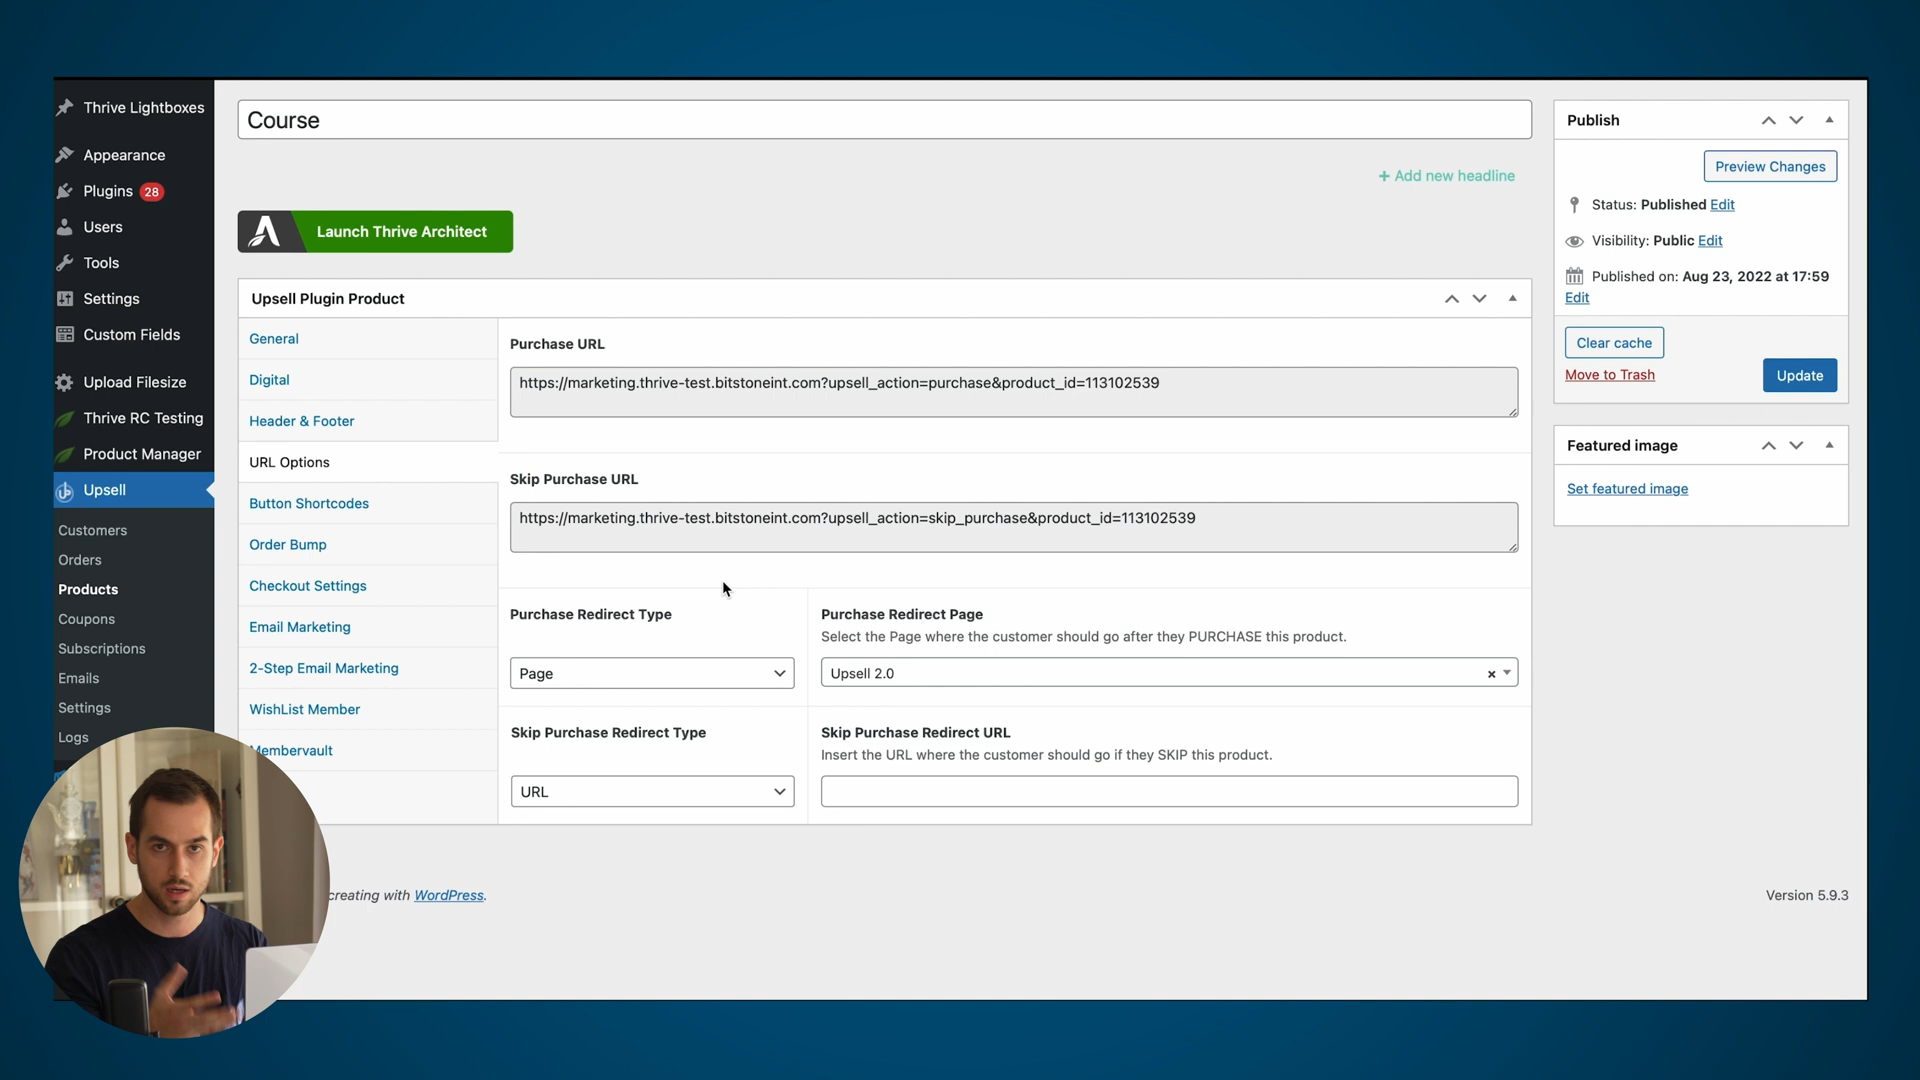 Thrive Lightboxes
Appearance
Plugins 28
Users
Tools
Settings
Custom Fields
Upload Filesize
Thrive RC Testing
Product Manager
Upsell
Customers
Orders
Products
Coupons
Subscriptions
Emails
Settings
Logs
Course
+ Add new headline
Launch Thrive Architect
Upsell Plugin Product
General
Digital
Header & Footer
URL Options
Button Shortcodes
Order Bump
Checkout Settings
Email Marketing
2-Step Email Marketing
WishList Member
Membervault
Purchase URL
https://marketing.thrive-test.bitstoneint.com?upsell_action=purchase&product_id=113102539
Skip Purchase URL
https://marketing.thrive-test.bitstoneint.com?upsell_action=skip_purchase&product_id=113102539
Purchase Redirect Type
Page
Purchase Redirect Page
Select the Page where the customer should go after they PURCHASE this product.
Upsell 2.0
Skip Purchase Redirect Type
URL
Skip Purchase Redirect URL
Insert the URL where the customer should go if they SKIP this product.
creating with WordPress.
Version 5.9.3
Publish
Preview Changes
Status: Published Edit
Visibility: Public Edit
Published on: Aug 23, 2022 at 17:59
Edit
Clear cache
Move to Trash
Update
Featured image
Set featured image